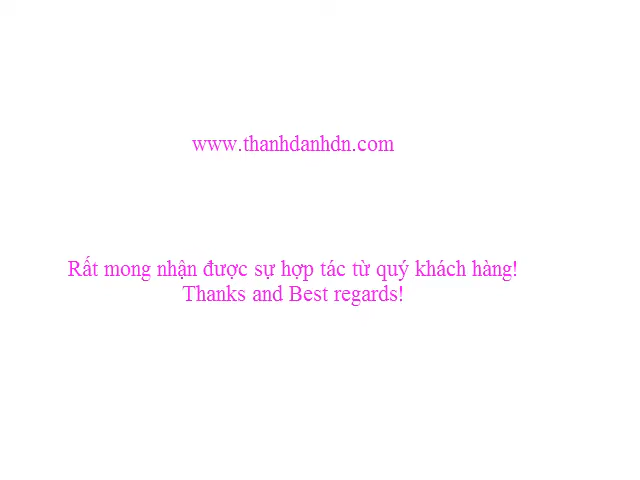 www.thanhdanhdn.com
Rất mong nhận được sự hợp tác từ quý khách hàng!
Thanks and Best regards!